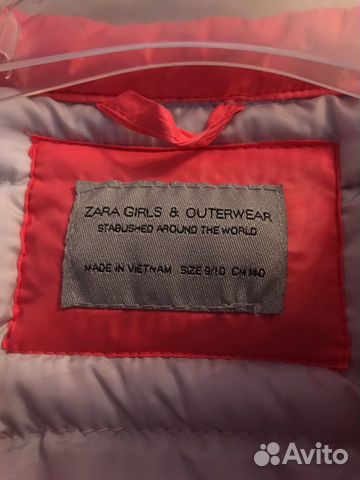 ZARA GIRLS & OUTERWEAR
STABLISHED AROUND THE WORLD
MADE IN VIETNAM SIZE 9/10 CM 140
Avito